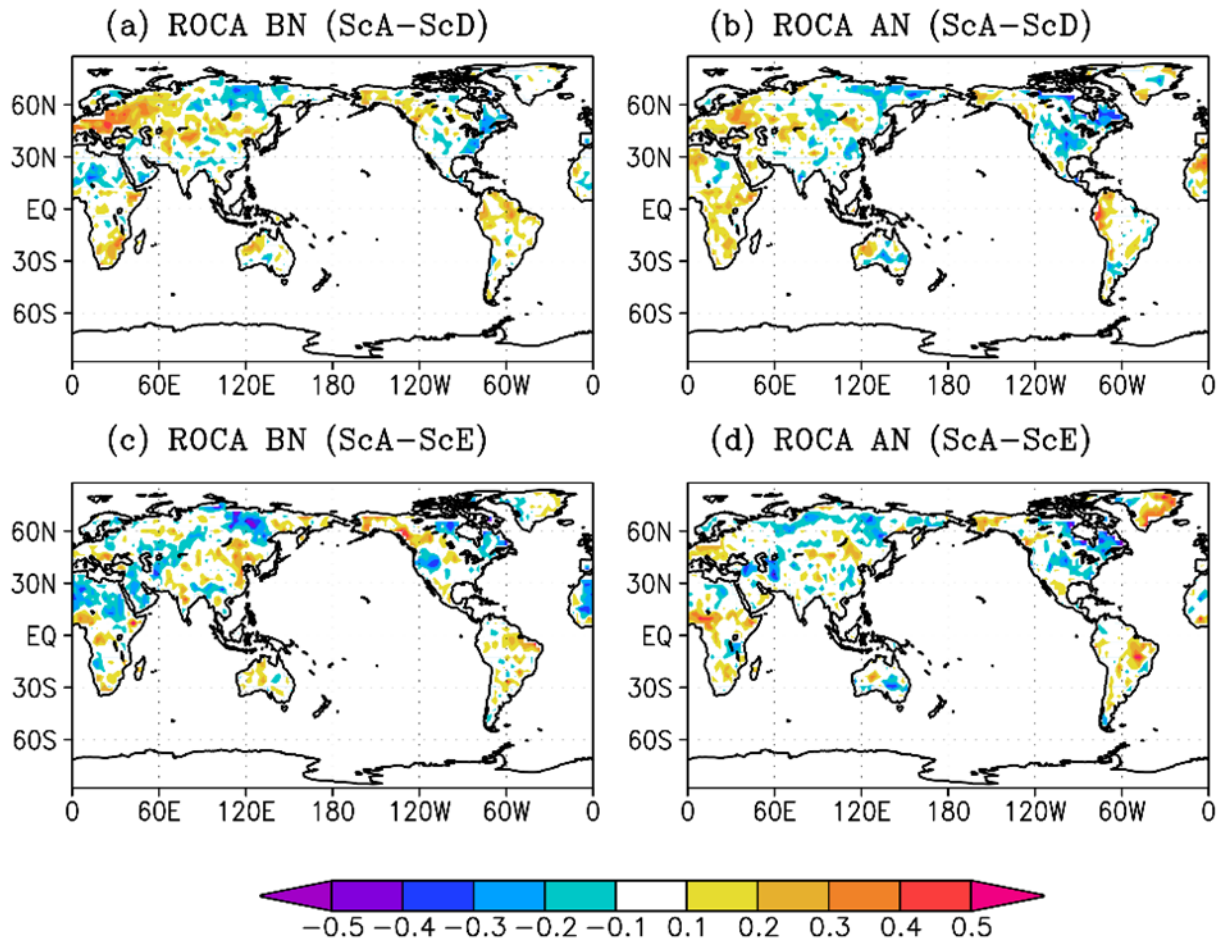 (a) ROCA BN (ScA−ScD)
(b) ROCA AN (ScA−ScD)
60N
30N
EQ
30S
60S
0 60E 120E 180 120W 60W 0
60N
30N
EQ
30S
60S
0 60E 120E 180 120W 60W 0
(c) ROCA BN (ScA−ScE)
(d) ROCA AN (ScA−ScE)
60N
30N
EQ
30S
60S
0 60E 120E 180 120W 60W 0
60N
30N
EQ
30S
60S
0 60E 120E 180 120W 60W 0
−0.5 −0.4 −0.3 −0.2 −0.1 0.1 0.2 0.3 0.4 0.5